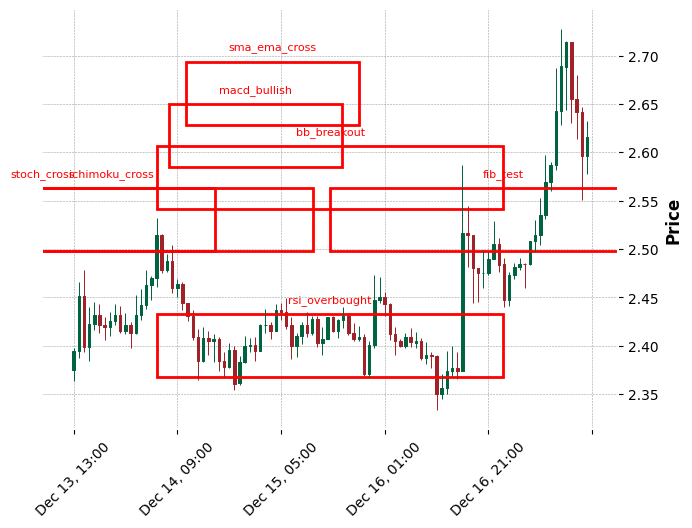 sma_ema_cross
macd_bullish
bb_breakout
stoch_cross
ichimoku_cross
fib_test
rsi_overbought
2.70
2.65
2.60
2.55
2.50
2.45
2.40
2.35
Price
Dec 13, 13:00
Dec 14, 09:00
Dec 15, 05:00
Dec 16, 01:00
Dec 16, 21:00